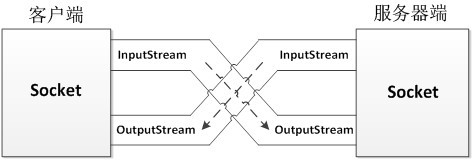 客户端 服务器端
InputStream InputStream
Socket Socket
OutputStream OutputStream